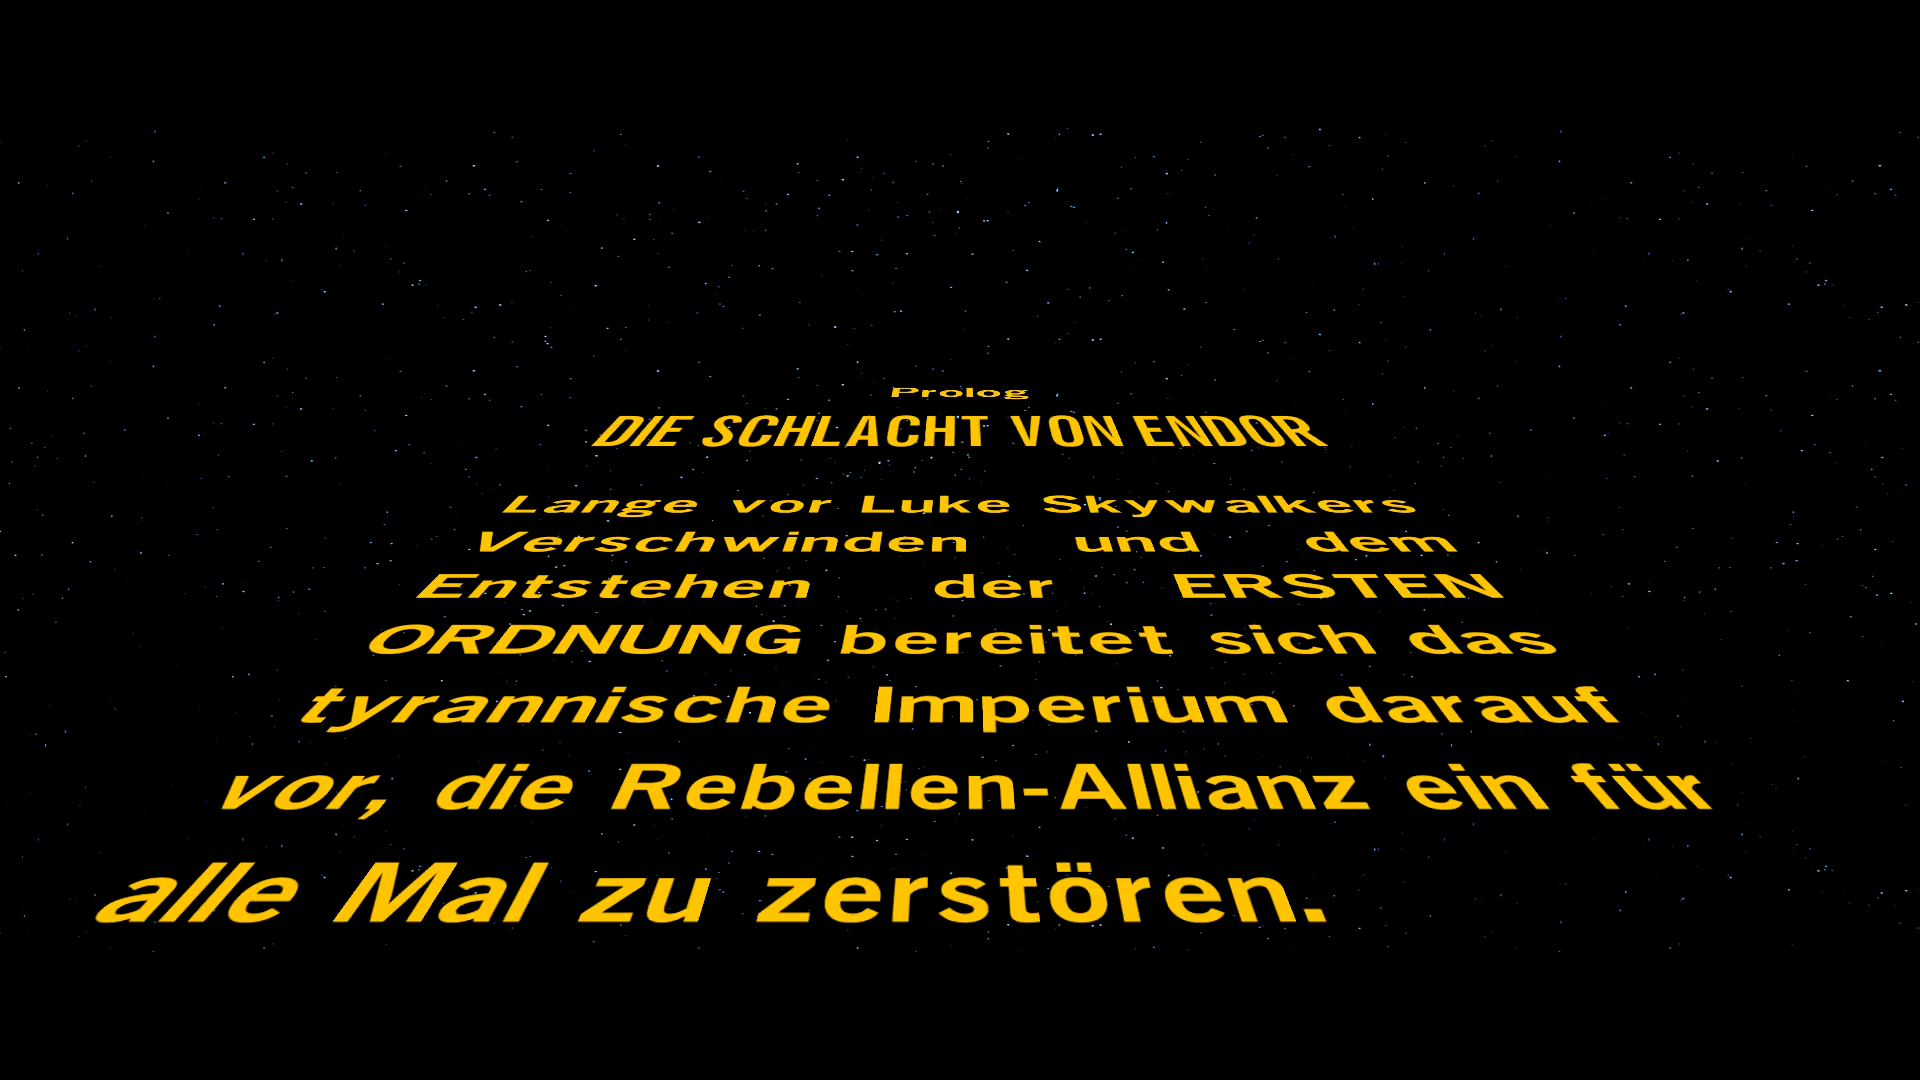 Prolog
DIE SCHLACHT VON ENDOR
Lange vor Luke Skywalkers
Verschwinden und dem
Entstehen der ERSTEN
ORDNUNG bereitet sich das
tyrannische Imperium darauf
vor, die Rebellen-Allianz ein für
alle Mal zu zerstören.